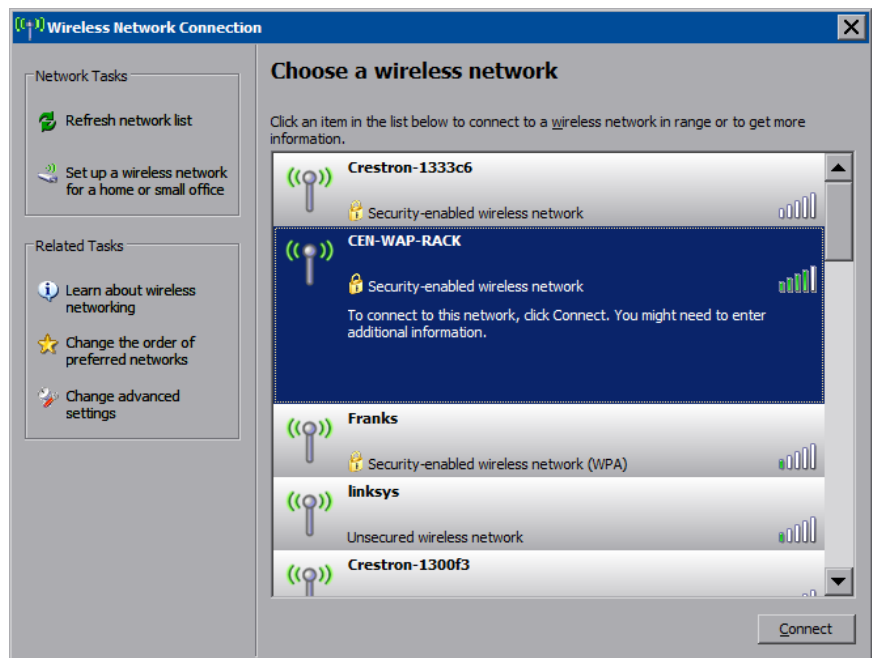 Wireless Network Connection
Network Tasks
Refresh network list
Set up a wireless network
for a home or small office
Related Tasks
Learn about wireless
networking
Change the order of
preferred networks
Change advanced
settings
Choose a wireless network
Click an item in the list below to connect to a wireless network in range or to get more
information.
Crestron-1333c6
Security-enabled wireless network
CEN-WAP-RACK
Security-enabled wireless network
To connect to this network, click Connect. You might need to enter
additional information.
Franks
Security-enabled wireless network (WPA)
linksys
Unsecured wireless network
Crestron-1300f3
Connect